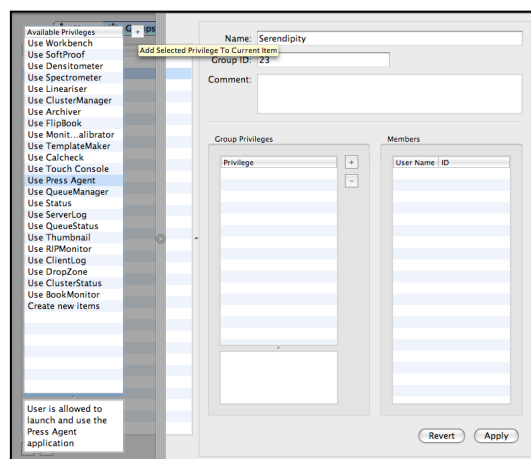 Groups
Available Privileges
+
Add Selected Privilege To Current Item
Use Workbench
Use SoftProof
Use Densitometer
Use Spectrometer
Use Lineariser
Use ClusterManager
Use Archiver
Use FlipBook
Use Monit...alibrator
Use TemplateMaker
Use Calcheck
Use Touch Console
Use Press Agent
Use QueueManager
Use Status
Use ServerLog
Use QueueStatus
Use Thumbnail
Use RIPMonitor
Use ClientLog
Use DropZone
Use ClusterStatus
Use BookMonitor
Create new items
User is allowed to
launch and use the
Press Agent
application
Name: Serendipity
Group ID: 23
Comment:
Group Privileges
Privilege
+
−
Members
User Name ID
Revert Apply